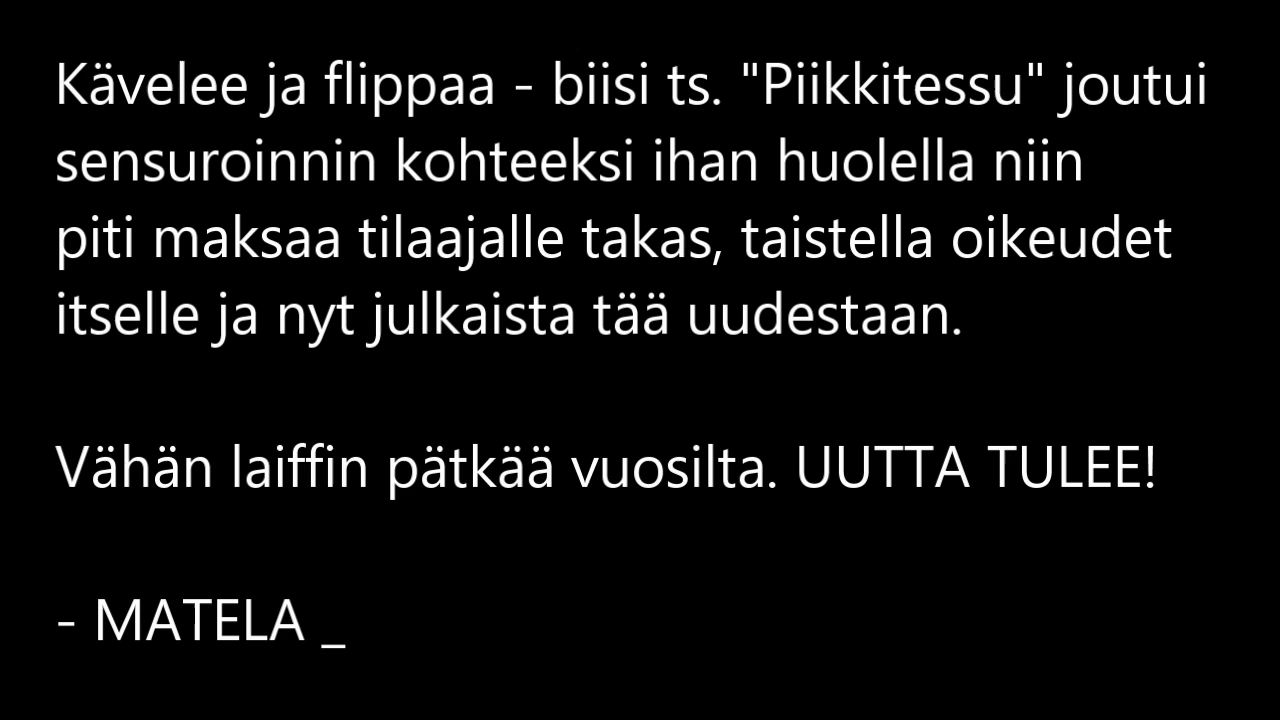 Kävelee ja flippaa - biisi ts. "Piikkitessu" joutui
sensuroinnin kohteeksi ihan huolella niin
piti maksaa tilaajalle takas, taistella oikeudet
itselle ja nyt julkaista tää uudestaan.
Vähän laiffin pätkää vuosilta. UUTTA TULEE!
- MATELA _